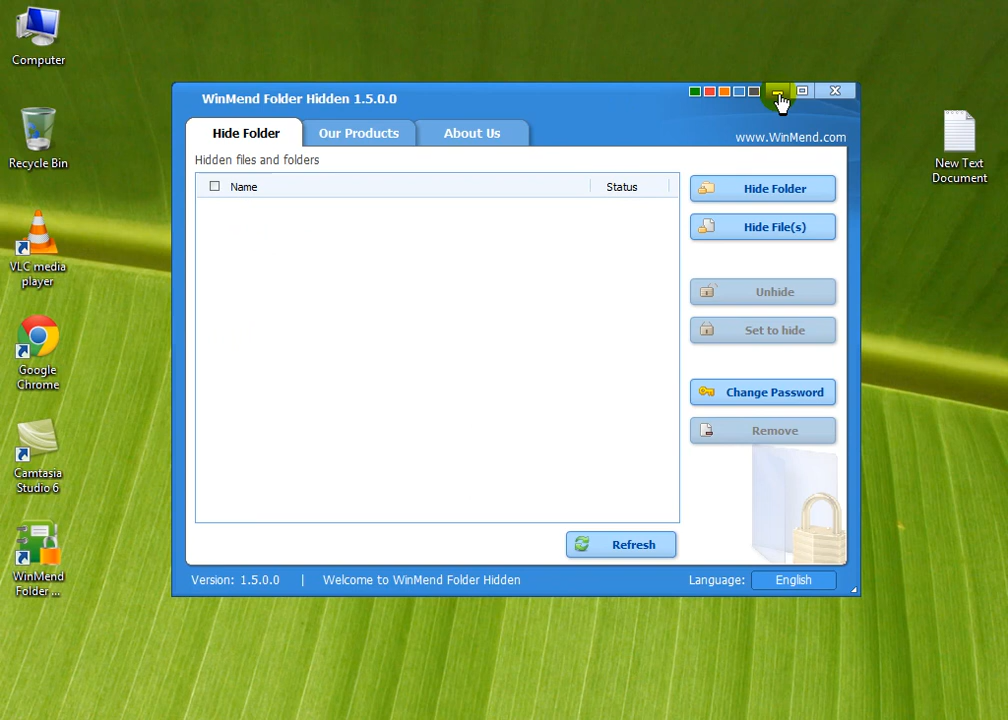 Computer
Recycle Bin
VLC media
player
Google
Chrome
Camtasia
Studio 6
WinMend
Folder ...
WinMend Folder Hidden 1.5.0.0
Hide Folder
Our Products
About Us
www.WinMend.com
Hidden files and folders
Name
Status
Hide Folder
Hide File(s)
Unhide
Set to hide
Change Password
Remove
Refresh
Version: 1.5.0.0 | Welcome to WinMend Folder Hidden
Language: English
New Text
Document